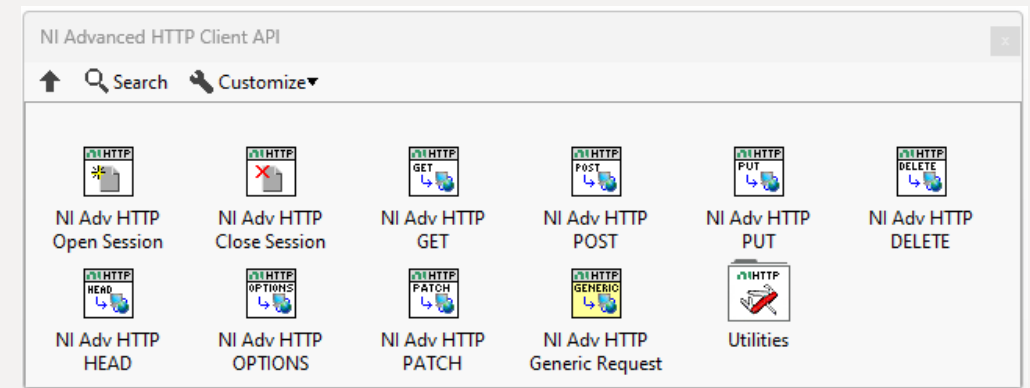 NI Advanced HTTP Client API
x
Search Customize
HTTP HTTP HTTP HTTP HTTP HTTP
GET POST PUT DELETE
NI Adv HTTP NI Adv HTTP NI Adv HTTP NI Adv HTTP NI Adv HTTP NI Adv HTTP
Open Session Close Session GET POST PUT DELETE
HTTP HTTP HTTP HTTP HTTP
HEAD OPTIONS PATCH GENERIC
NI Adv HTTP NI Adv HTTP NI Adv HTTP NI Adv HTTP Utilities
HEAD OPTIONS PATCH Generic Request